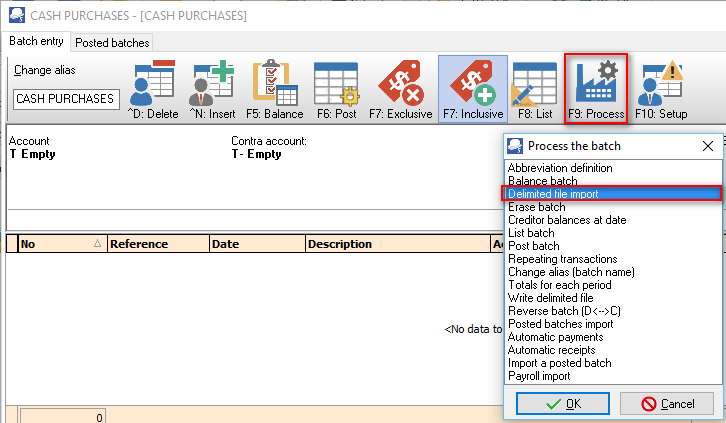 CASH PURCHASES - [CASH PURCHASES]
Batch entry
Posted batches
Change alias
CASH PURCHASES
^D: Delete
^N: Insert
F5: Balance
F6: Post
F7: Exclusive
F7: Inclusive
F8: List
F9: Process
F10: Setup
Account
T Empty
Contra account:
T- Empty
No
Reference
Date
Description
<No data to
0
Process the batch
Abbreviation definition
Balance batch
Delimited file import
Erase batch
Creditor balances at date
List batch
Post batch
Repeating transactions
Change alias (batch name)
Totals for each period
Write delimited file
Reverse batch (D<-->C)
Posted batches import
Automatic payments
Automatic receipts
Import a posted batch
Payroll import
OK
Cancel